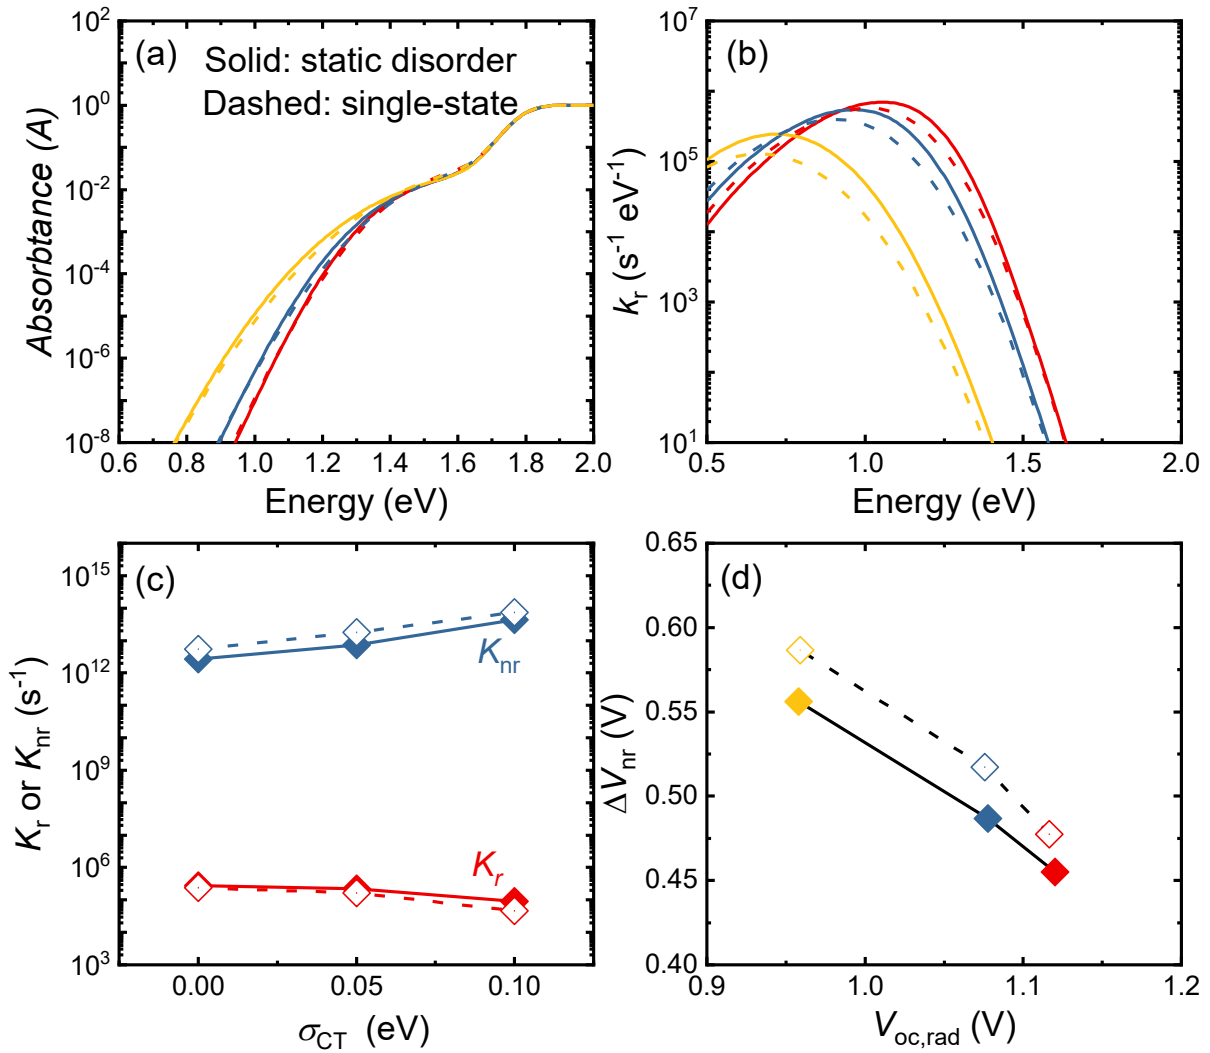 (a)
Solid: static disorder
Dashed: single-state
Absorbtance (A)
10^2
10^0
10^-2
10^-4
10^-6
10^-8
0.6 0.8 1.0 1.2 1.4 1.6 1.8 2.0
Energy (eV)
(b)
k_r (s^-1 eV^-1)
10^7
10^5
10^3
10^1
0.5 1.0 1.5 2.0
Energy (eV)
(c)
K_r or K_nr (s^-1)
10^15
10^12
10^9
10^6
10^3
K_nr
K_r
0.00 0.05 0.10
σ_CT (eV)
(d)
ΔV_nr (V)
0.65
0.60
0.55
0.50
0.45
0.40
0.9 1.0 1.1 1.2
V_oc,rad (V)